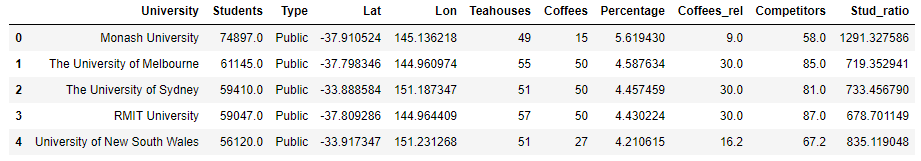 University Students Type Lat Lon Teahouses Coffees Percentage Coffees_rel Competitors Stud_ratio
0 Monash University 74897.0 Public -37.910524 145.136218 49 15 5.619430 9.0 58.0 1291.327586
1 The University of Melbourne 61145.0 Public -37.798346 144.960974 55 50 4.587634 30.0 85.0 719.352941
2 The University of Sydney 59410.0 Public -33.888584 151.187347 51 50 4.457459 30.0 81.0 733.456790
3 RMIT University 59047.0 Public -37.809286 144.964409 57 50 4.430224 30.0 87.0 678.701149
4 University of New South Wales 56120.0 Public -33.917347 151.231268 51 27 4.210615 16.2 67.2 835.119048